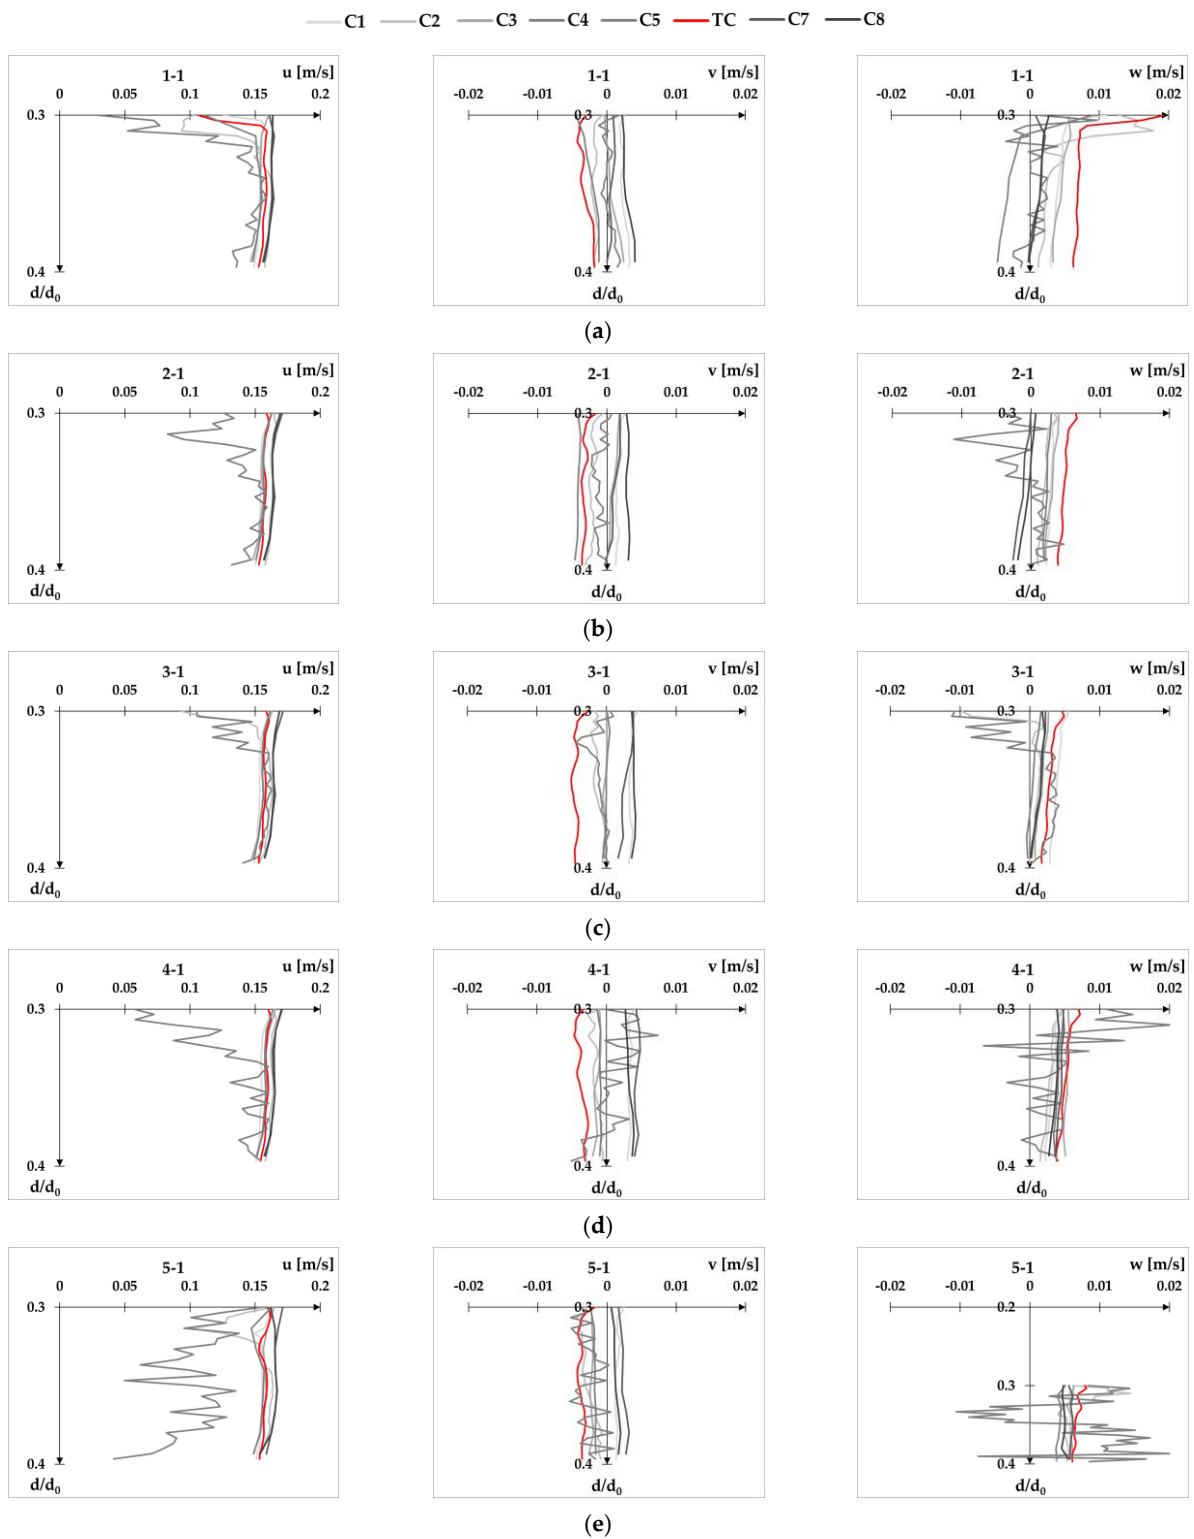 C1 C2 C3 C4 C5 TC C7 C8
1-1 u [m/s]
0 0.05 0.1 0.15 0.2
0.3
0.4
d/d₀
1-1 v [m/s]
-0.02 -0.01 0 0.01 0.02
0.3
0.4
d/d₀
1-1 w [m/s]
-0.02 -0.01 0 0.01 0.02
0.3
0.4
d/d₀
(a)
2-1 u [m/s]
0 0.05 0.1 0.15 0.2
0.3
0.4
d/d₀
2-1 v [m/s]
-0.02 -0.01 0 0.01 0.02
0.3
0.4
d/d₀
2-1 w [m/s]
-0.02 -0.01 0 0.01 0.02
0.3
0.4
d/d₀
(b)
3-1 u [m/s]
0 0.05 0.1 0.15 0.2
0.3
0.4
d/d₀
3-1 v [m/s]
-0.02 -0.01 0 0.01 0.02
0.3
0.4
d/d₀
3-1 w [m/s]
-0.02 -0.01 0 0.01 0.02
0.3
0.4
d/d₀
(c)
4-1 u [m/s]
0 0.05 0.1 0.15 0.2
0.3
0.4
d/d₀
4-1 v [m/s]
-0.02 -0.01 0 0.01 0.02
0.3
0.4
d/d₀
4-1 w [m/s]
-0.02 -0.01 0 0.01 0.02
0.3
0.4
d/d₀
(d)
5-1 u [m/s]
0 0.05 0.1 0.15 0.2
0.3
0.4
d/d₀
5-1 v [m/s]
-0.02 -0.01 0 0.01 0.02
0.3
0.4
d/d₀
5-1 w [m/s]
-0.02 -0.01 0 0.01 0.02
0.2
0.3
0.4
d/d₀
(e)